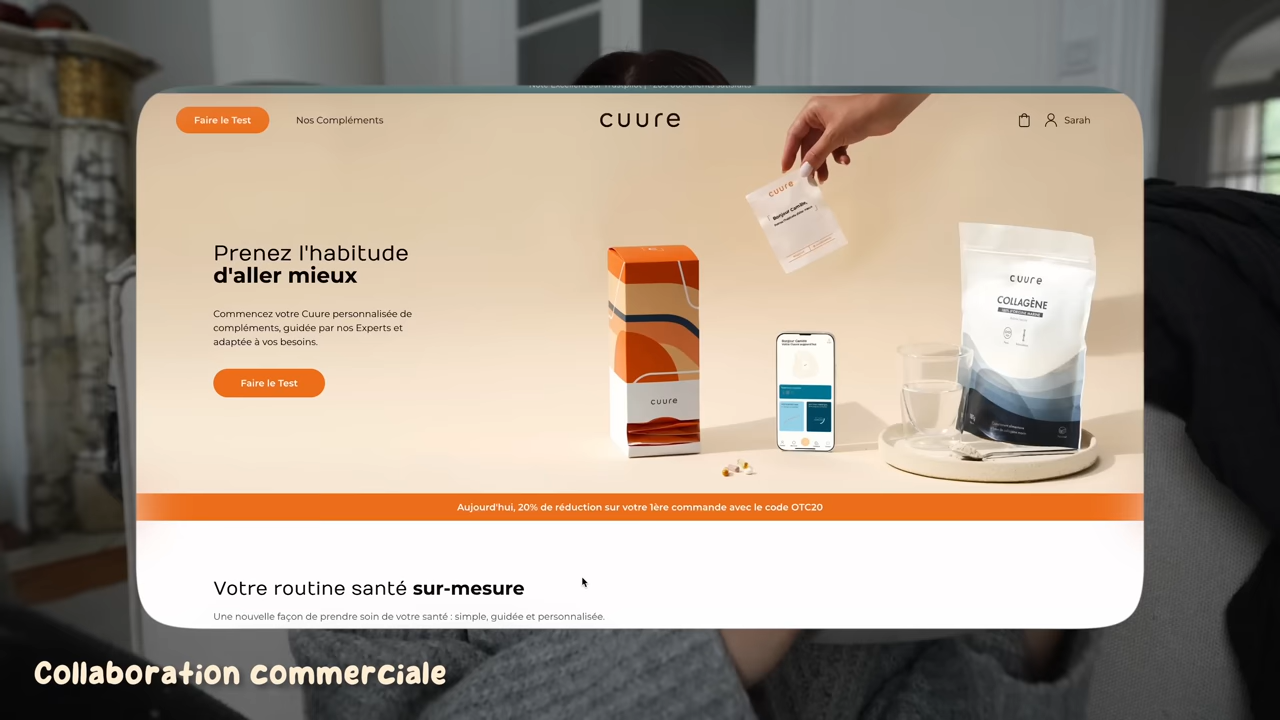 Faire le Test
Nos Compléments
cuure
Sarah
cuure
Bonjour Camille,
Prenez l'habitude
d'aller mieux
Commencez votre Cuure personnalisée de
compléments, guidée par nos Experts et
adaptée à vos besoins.
Faire le Test
cuure
cuure
COLLAGÈNE
Aujourd'hui, 20% de réduction sur votre 1ère commande avec le code OTC20
Votre routine santé sur-mesure
Une nouvelle façon de prendre soin de votre santé : simple, guidée et personnalisée.
Collaboration commerciale